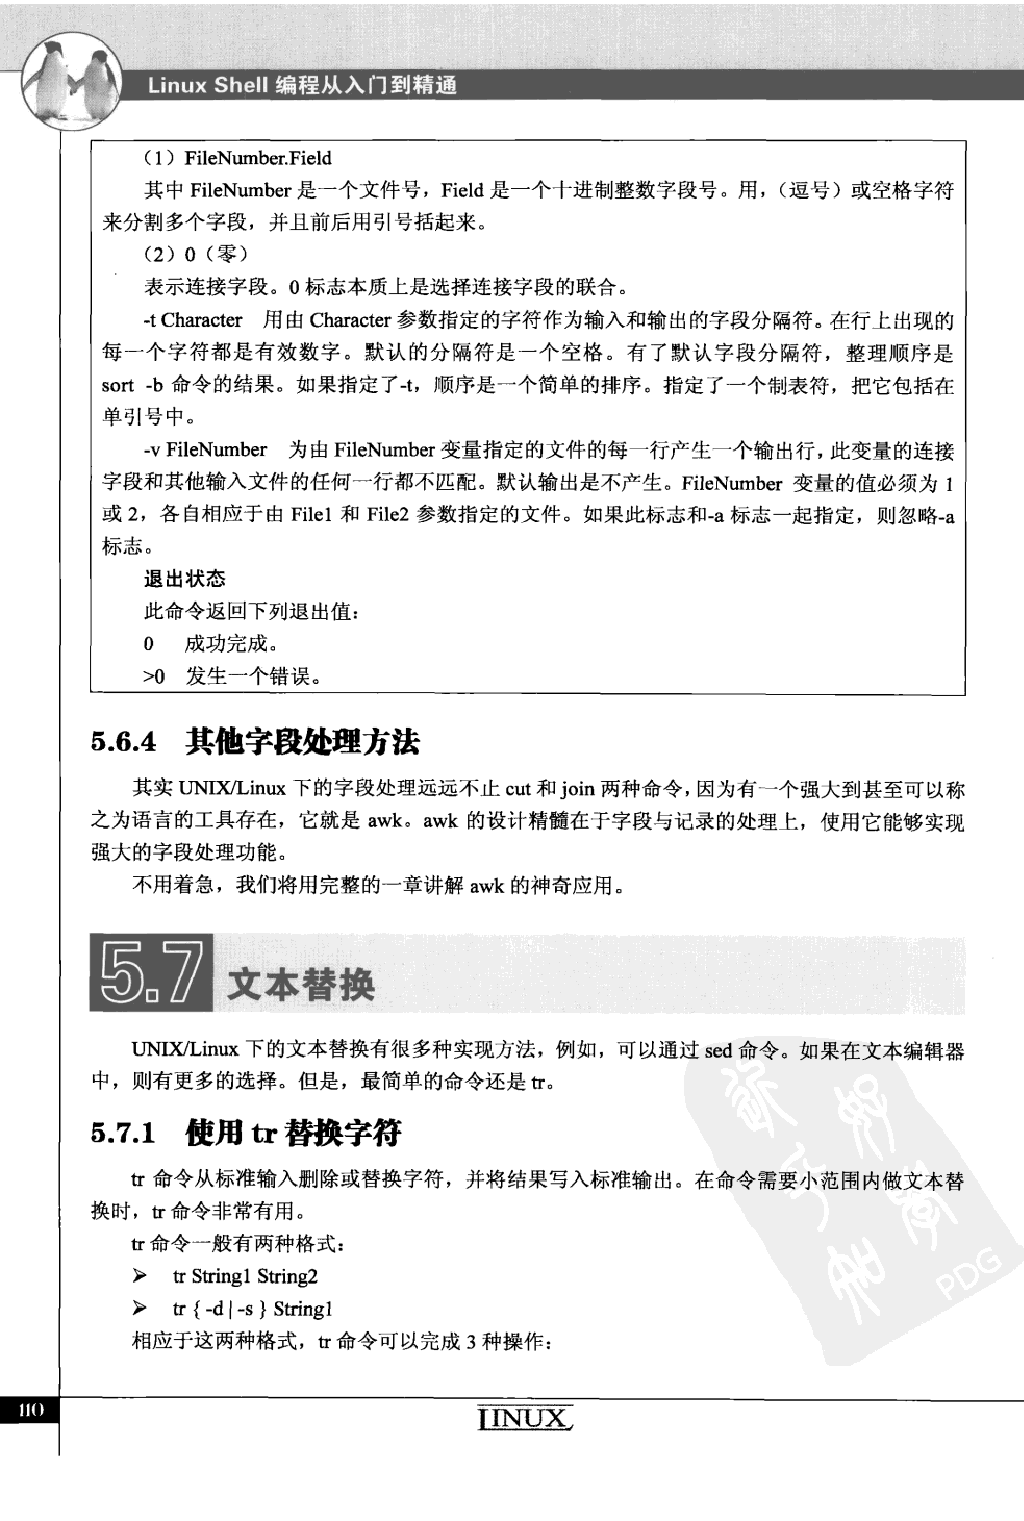 Linux Shell 编程从入门到精通
（1）FileNumber.Field
其中 FileNumber 是一个文件号，Field 是一个十进制整数字段号。用，（逗号）或空格字符
来分割多个字段，并且前后用引号括起来。
（2）0（零）
表示连接字段。0 标志本质上是选择连接字段的联合。
-t Character 用由 Character 参数指定的字符作为输入和输出的字段分隔符。在行上出现的
每一个字符都是有效数字。默认的分隔符是一个空格。有了默认字段分隔符，整理顺序是
sort -b 命令的结果。如果指定了-t，顺序是一个简单的排序。指定了一个制表符，把它包括在
单引号中。
-v FileNumber 为由 FileNumber 变量指定的文件的每一行产生一个输出行，此变量的连接
字段和其他输入文件的任何一行都不匹配。默认输出是不产生。FileNumber 变量的值必须为 1
或 2，各自相应于由 File1 和 File2 参数指定的文件。如果此标志和-a 标志一起指定，则忽略-a
标志。
退出状态
此命令返回下列退出值：
0 成功完成。
>0 发生一个错误。
5.6.4 其他字段处理方法
其实 UNIX/Linux 下的字段处理远远不止 cut 和 join 两种命令，因为有一个强大到甚至可以称
之为语言的工具存在，它就是 awk。awk 的设计精髓在于字段与记录的处理上，使用它能够实现
强大的字段处理功能。
不用着急，我们将用完整的一章讲解 awk 的神奇应用。
5.7 文本替换
UNIX/Linux 下的文本替换有很多种实现方法，例如，可以通过 sed 命令。如果在文本编辑器
中，则有更多的选择。但是，最简单的命令还是 tr。
5.7.1 使用 tr 替换字符
tr 命令从标准输入删除或替换字符，并将结果写入标准输出。在命令需要小范围内做文本替
换时，tr 命令非常有用。
tr 命令一般有两种格式：
➢ tr String1 String2
➢ tr { -d | -s } String1
相应于这两种格式，tr 命令可以完成 3 种操作：
PDG
110
LINUX